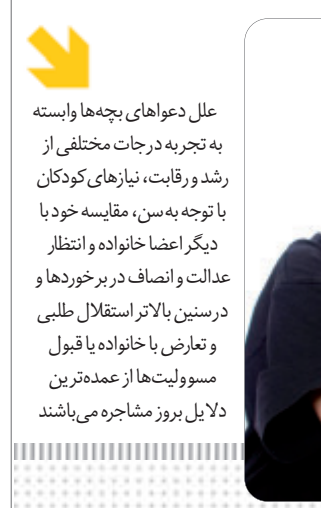 علل دعواهای بچه‌ها وابسته
به تجربه درجات مختلفی از
رشد و رقابت، نیازهای کودکان
با توجه به سن، مقایسه خود با
دیگر اعضا خانواده و انتظار
عدالت و انصاف در برخوردها و
در سنین بالاتر استقلال طلبی
و تعارض با خانواده یا قبول
مسوولیت‌ها از عمده‌ترین
دلایل بروز مشاجره می‌باشند